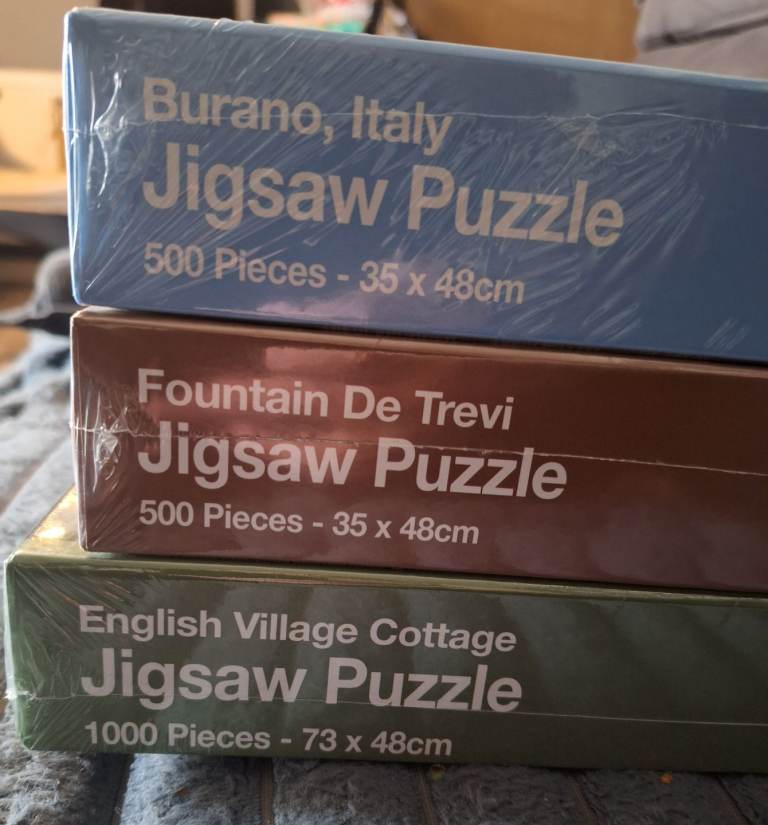 Burano, Italy
Jigsaw Puzzle
500 Pieces - 35 x 48cm
Fountain De Trevi
Jigsaw Puzzle
500 Pieces - 35 x 48cm
English Village Cottage
Jigsaw Puzzle
1000 Pieces - 73 x 48cm